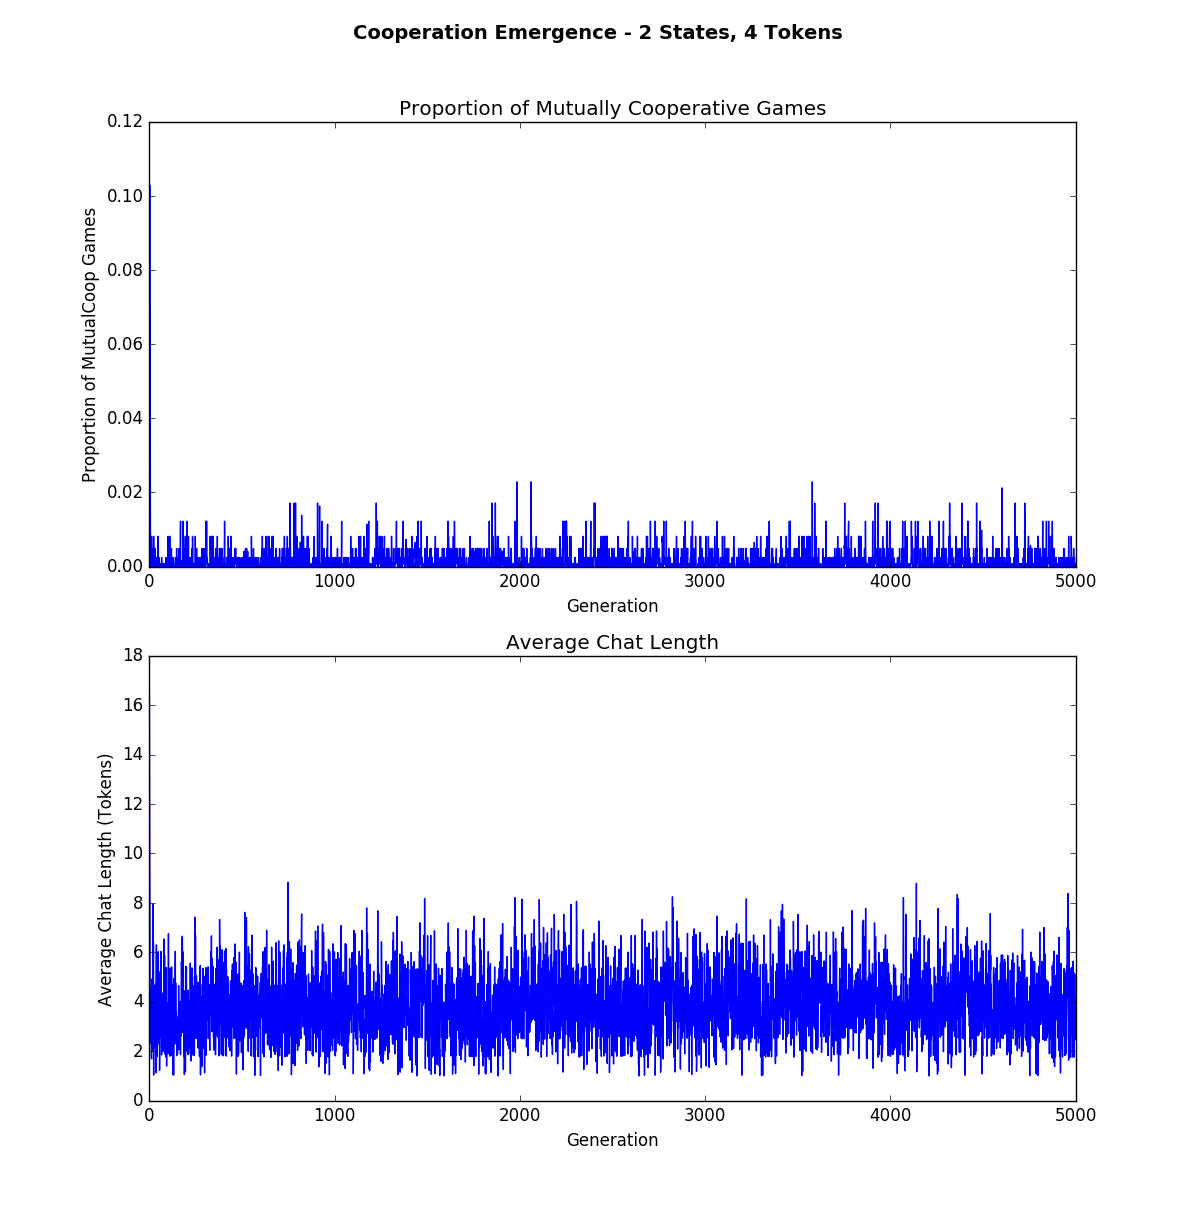 Cooperation Emergence - 2 States, 4 Tokens
Proportion of Mutually Cooperative Games
0.12
0.10
0.08
0.06
0.04
0.02
0.00
Proportion of MutualCoop Games
0 1000 2000 3000 4000 5000
Generation
Average Chat Length
18
16
14
12
10
8
6
4
2
0
Average Chat Length (Tokens)
0 1000 2000 3000 4000 5000
Generation